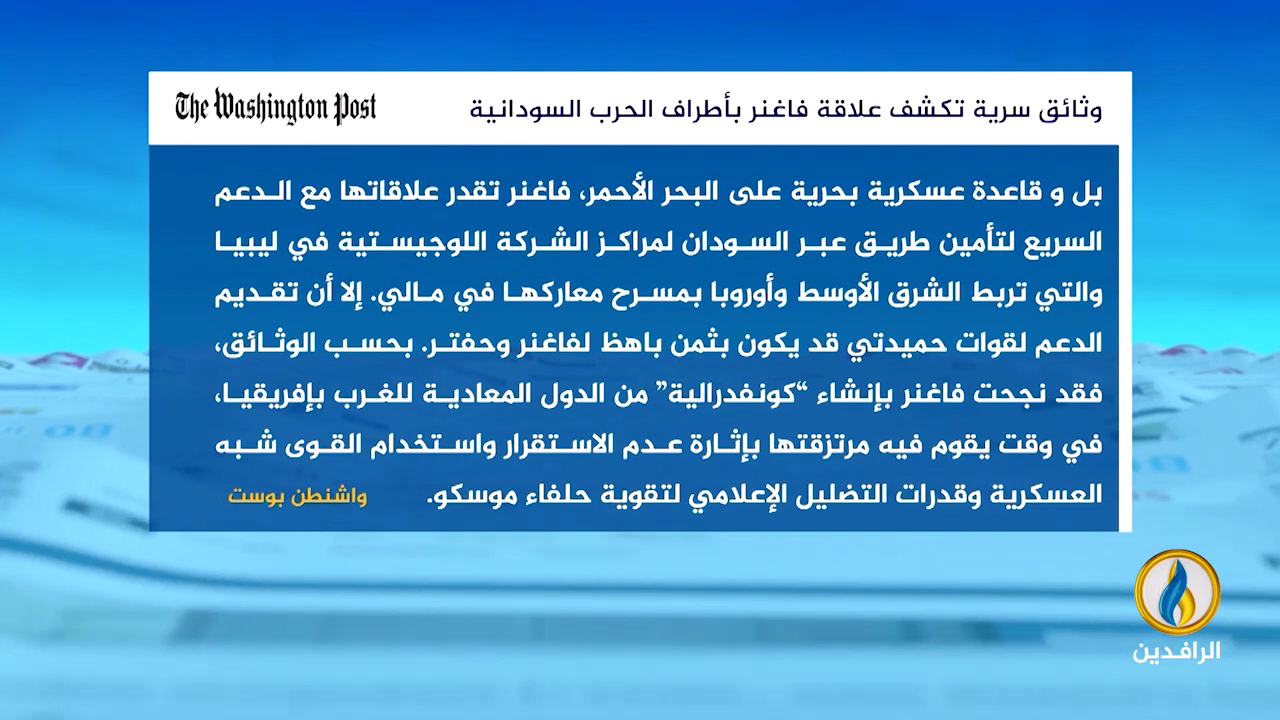 The Washington Post
وثائق سرية تكشف علاقة فاغنر بأطراف الحرب السودانية
بل و قاعدة عسكرية بحرية على البحر الأحمر، فاغنر تقدر علاقاتها مع الدعم
السريع لتأمين طريق عبر السودان لمراكز الشركة اللوجيستية في ليبيا
والتي تربط الشرق الأوسط وأوروبا بمسرح معاركها في مالي. إلا أن تقديم
الدعم لقوات حميدتي قد يكون بثمن باهظ لفاغنر وحفتر. بحسب الوثائق،
فقد نجحت فاغنر بإنشاء “كونفدرالية” من الدول المعادية للغرب بإفريقيا،
في وقت يقوم فيه مرتزقتها بإثارة عدم الاستقرار واستخدام القوى شبه
العسكرية وقدرات التضليل الإعلامي لتقوية حلفاء موسكو.
واشنطن بوست
الرافدين